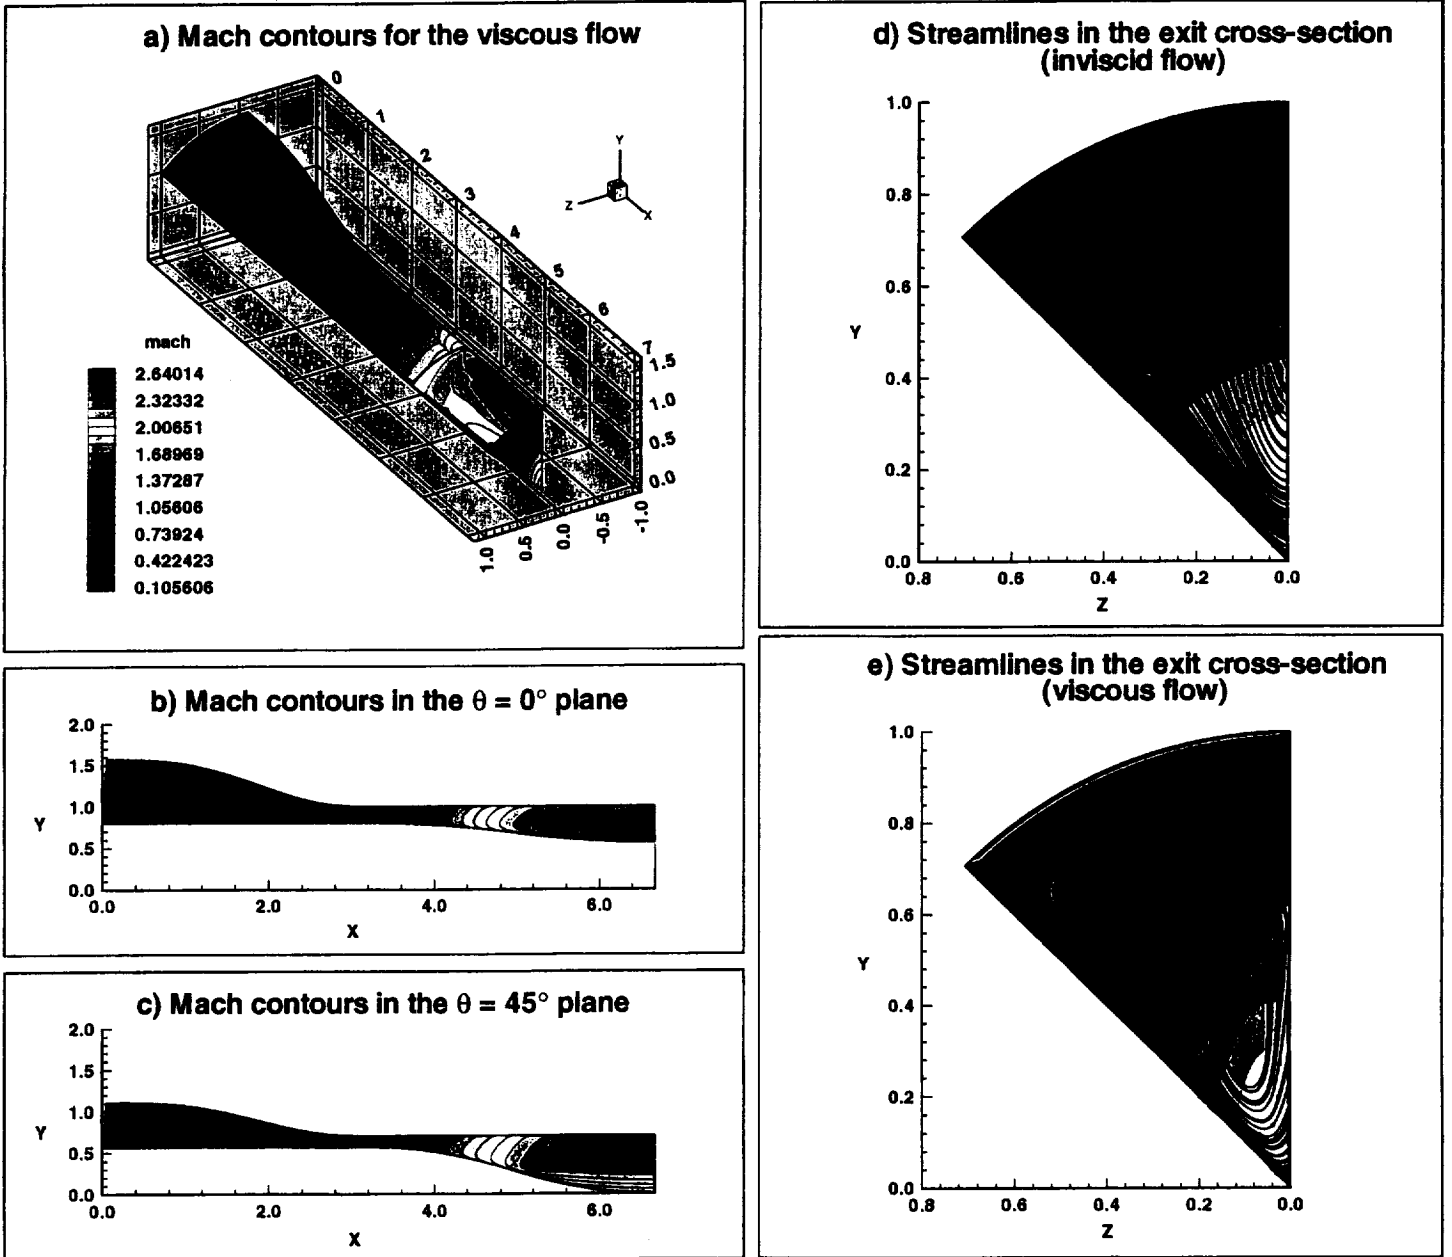 a) Mach contours for the viscous flow
0
1
2
3
4
5
6
7
1.5
1.0
0.5
0.0
1.0
0.5
0.0
-0.5
-1.0
Y
Z
X
mach
2.64014
2.32332
2.00651
1.68969
1.37287
1.05606
0.73924
0.422423
0.105606
b) Mach contours in the θ = 0° plane
2.0
1.5
1.0
0.5
0.0
Y
0.0 2.0 4.0 6.0
X
c) Mach contours in the θ = 45° plane
2.0
1.5
1.0
0.5
0.0
Y
0.0 2.0 4.0 6.0
X
d) Streamlines in the exit cross-section
(inviscid flow)
1.0
0.8
0.6
0.4
0.2
0.0
Y
0.8 0.6 0.4 0.2 0.0
Z
e) Streamlines in the exit cross-section
(viscous flow)
1.0
0.8
0.6
0.4
0.2
0.0
Y
0.8 0.6 0.4 0.2 0.0
Z